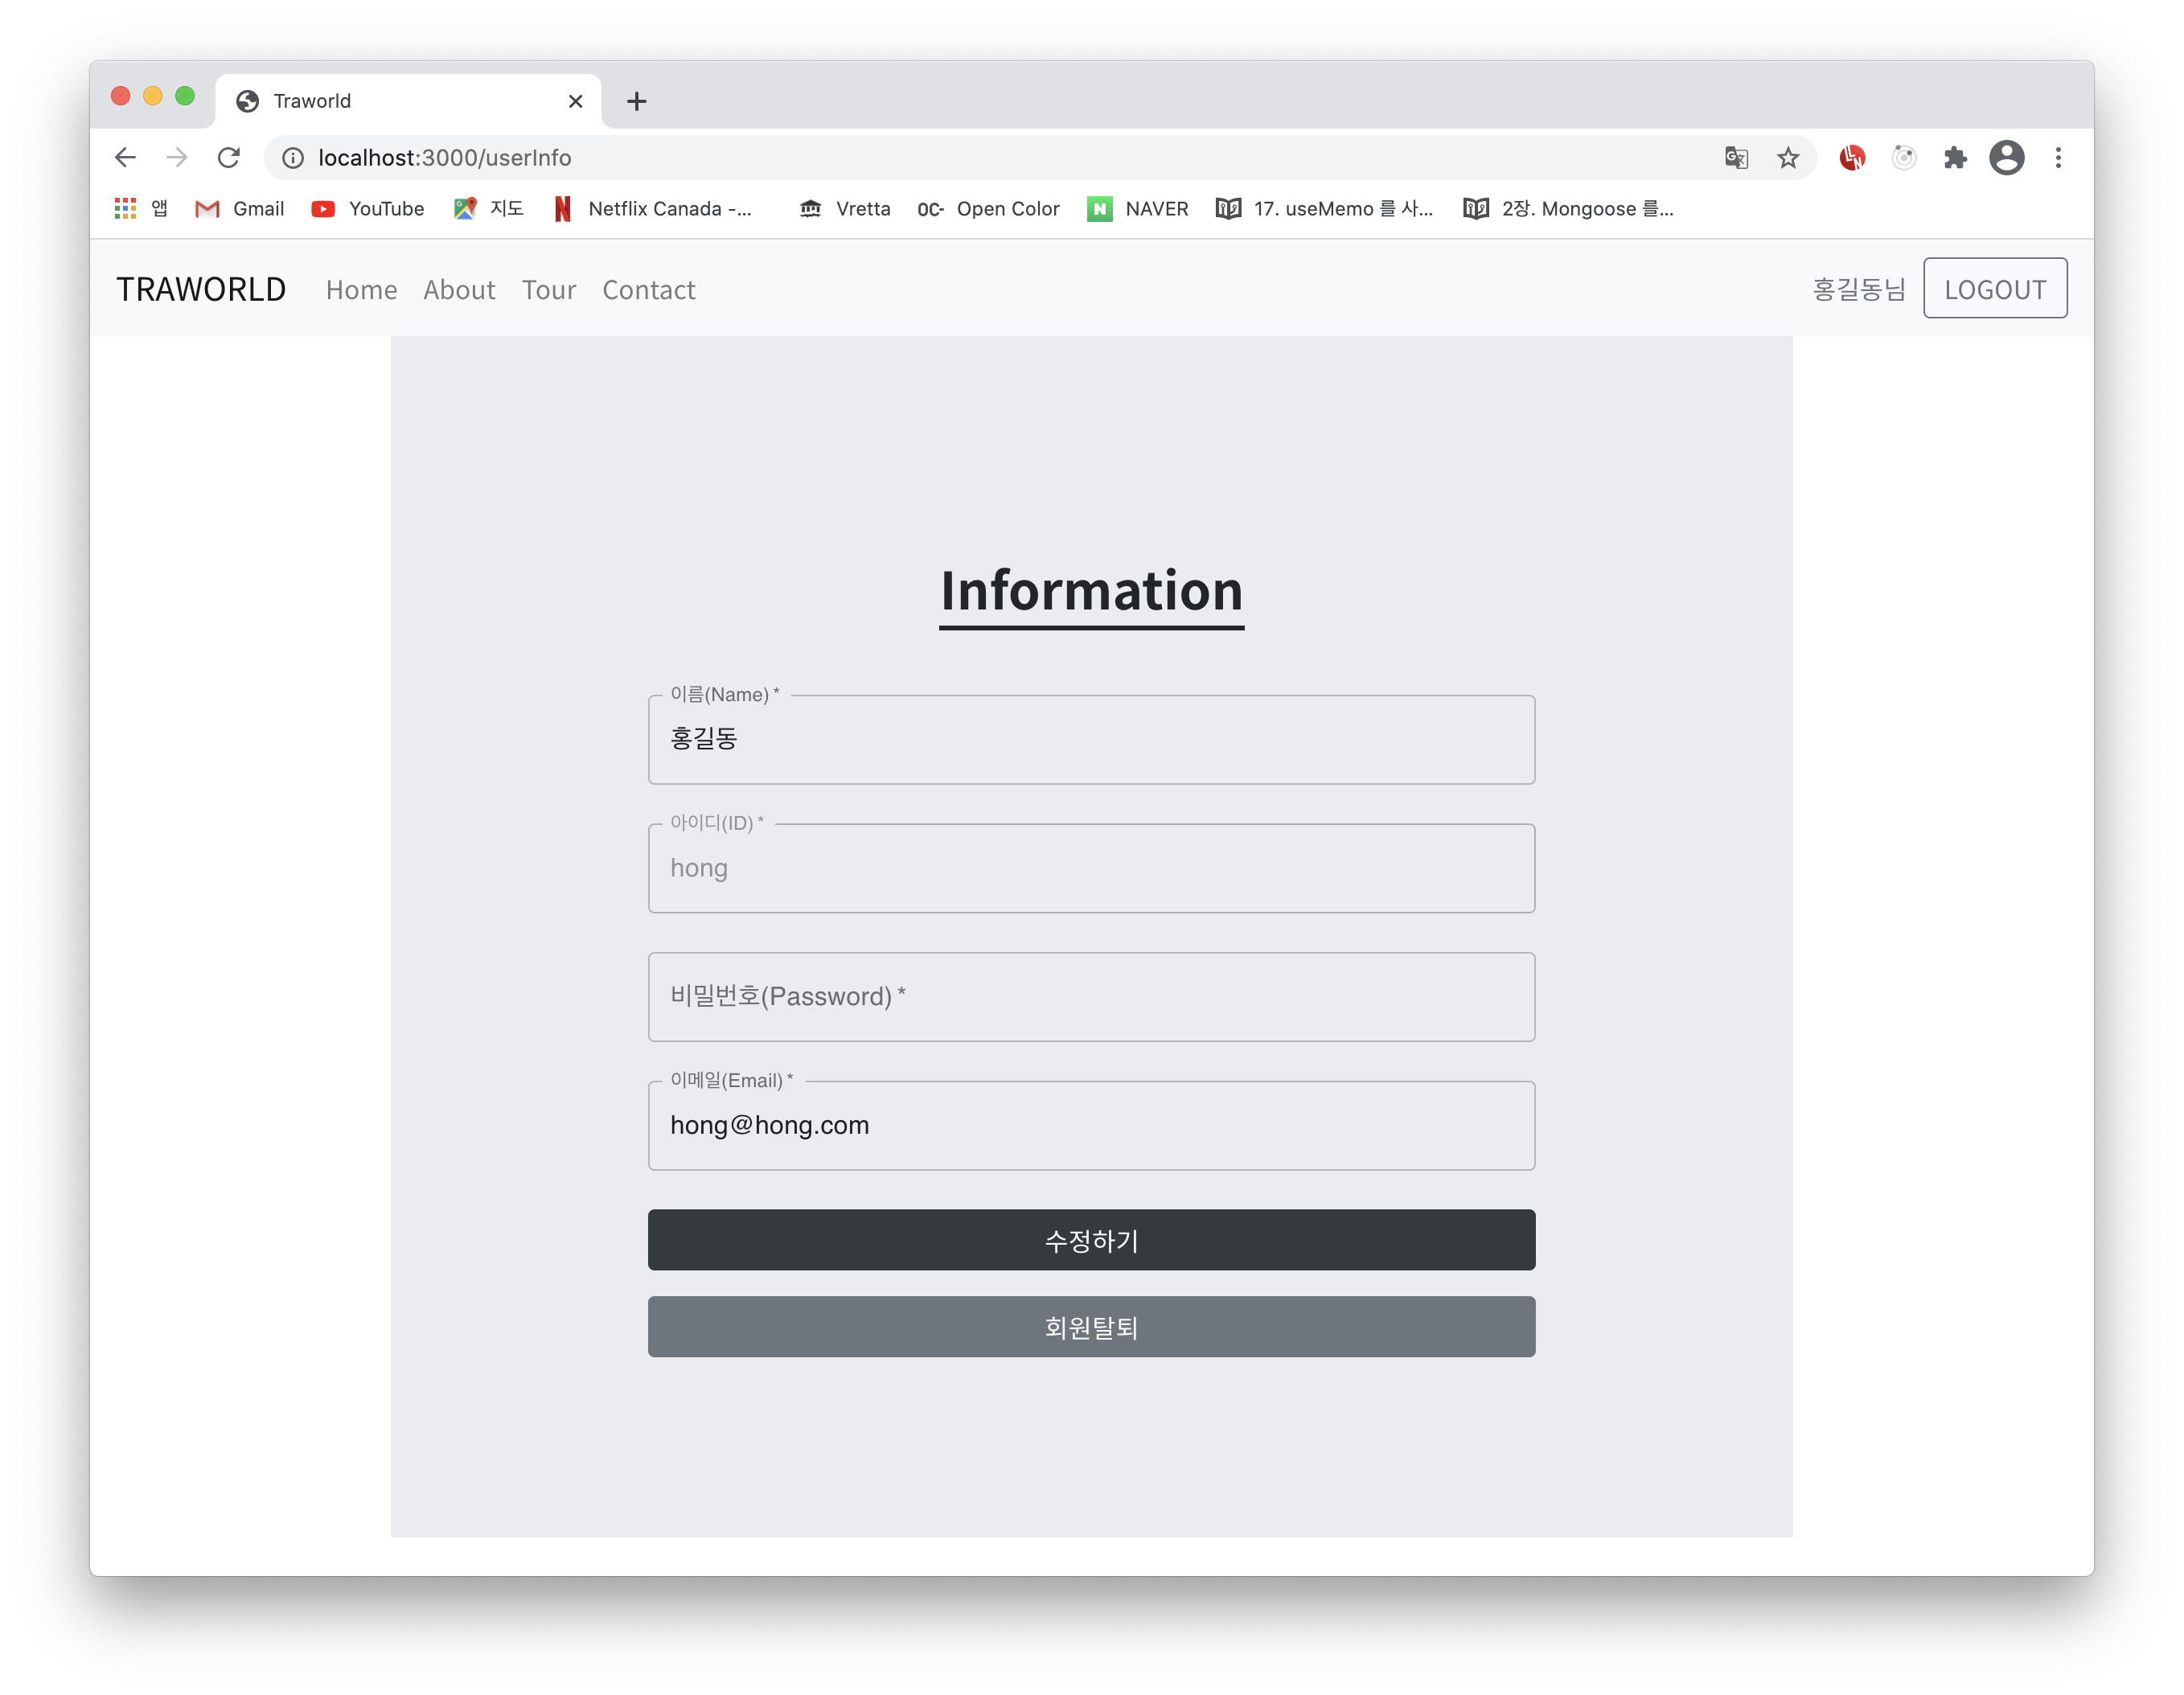 Traworld
localhost:3000/userInfo
앱 Gmail YouTube 지도 Netflix Canada -... Vretta OC- Open Color N NAVER 17. useMemo 를 사... 2장. Mongoose 를...
TRAWORLD Home About Tour Contact 홍길동님 LOGOUT
Information
이름(Name) *
홍길동
아이디(ID) *
hong
비밀번호(Password) *
이메일(Email) *
hong@hong.com
수정하기
회원탈퇴